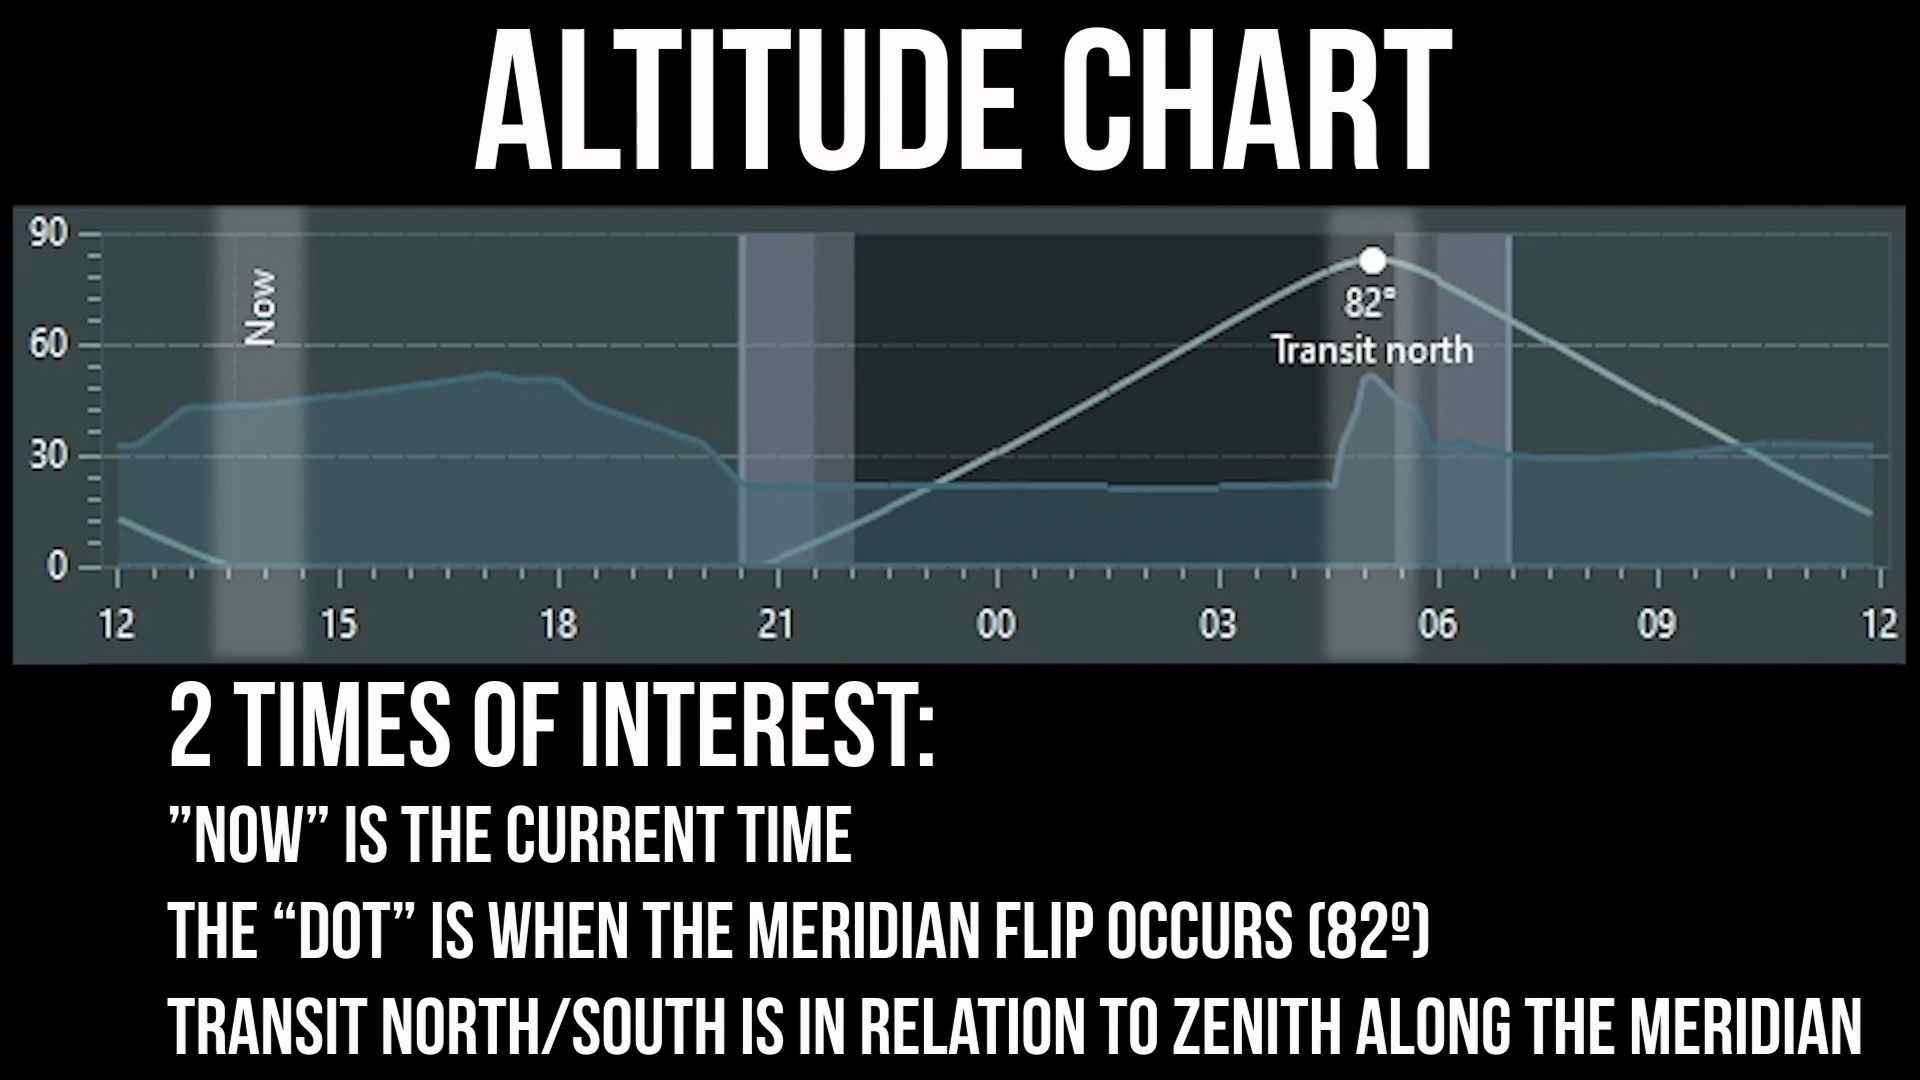 ALTITUDE CHART
90
60
30
0
Now
82°
Transit north
12 15 18 21 00 03 06 09 12
2 TIMES OF INTEREST:
”NOW” IS THE CURRENT TIME
THE “DOT” IS WHEN THE MERIDIAN FLIP OCCURS (82º)
TRANSIT NORTH/SOUTH IS IN RELATION TO ZENITH ALONG THE MERIDIAN